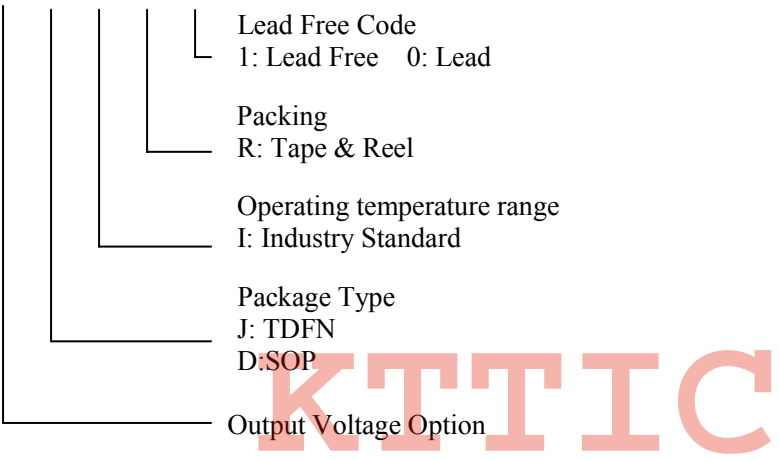 Lead Free Code
1: Lead Free 0: Lead
Packing
R: Tape & Reel
Operating temperature range
I: Industry Standard
Package Type
J: TDFN
D:SOP
Output Voltage Option
KTTIC